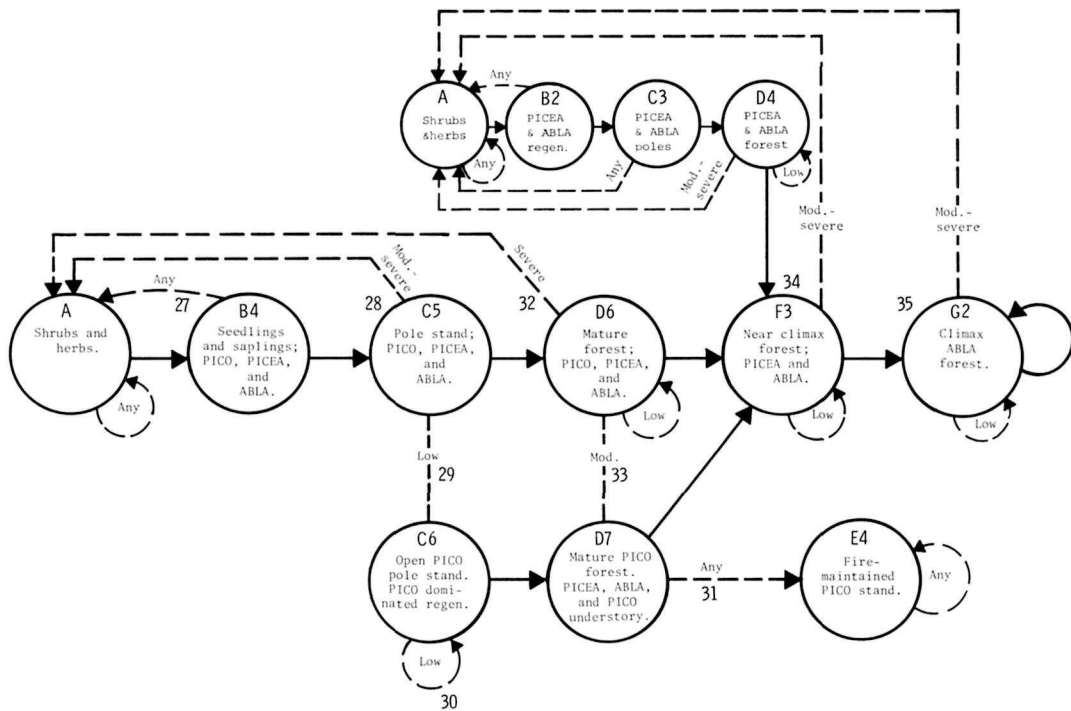 A
Shrubs
&herbs
Any
Any
B2
PICEA
& ABLA
regen.
C3
PICEA
& ABLA
poles
Any
D4
PICEA
& ABLA
forest
Low
Mod.-
severe
Mod.-
severe
Mod.-
severe
A
Shrubs and
herbs.
Any
Any
27
B4
Seedlings
and saplings;
PICO, PICEA,
and
ABLA.
Mod.-
severe
28
C5
Pole stand;
PICO, PICEA,
and
ABLA.
Severe
32
D6
Mature
forest;
PICO, PICEA,
and
ABLA.
Low
34
F3
Near climax
forest;
PICEA and
ABLA.
Low
35
G2
Climax
ABLA
forest.
Low
Low
29
Mod.
33
C6
Open PICO
pole stand.
PICO domi-
nated regen.
Low
30
D7
Mature PICO
forest.
PICEA, ABLA,
and PICO
understory.
Any
31
E4
Fire-
maintained
PICO stand.
Any